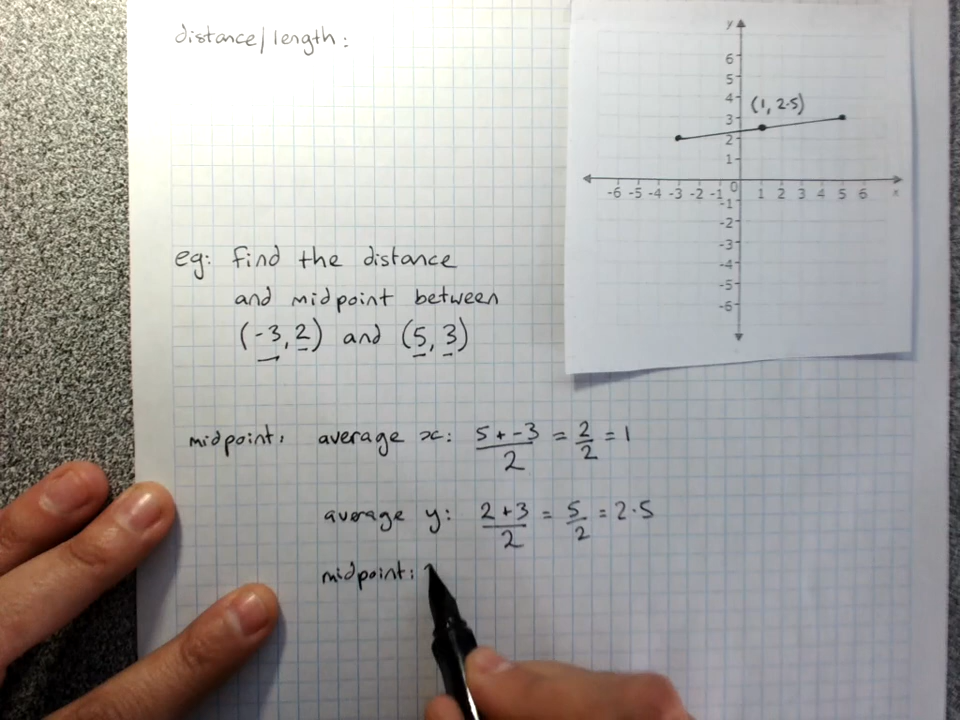 distance/length:
eg: find the distance
and midpoint between
(-3, 2) and (5, 3)
midpoint: average x: 5 + -3 / 2 = 2/2 = 1
average y: 2 + 3 / 2 = 5/2 = 2.5
midpoint:
y
6
5
4
(1, 2.5)
3
2
1
-6 -5 -4 -3 -2 -1 0 1 2 3 4 5 6 x
-1
-2
-3
-4
-5
-6